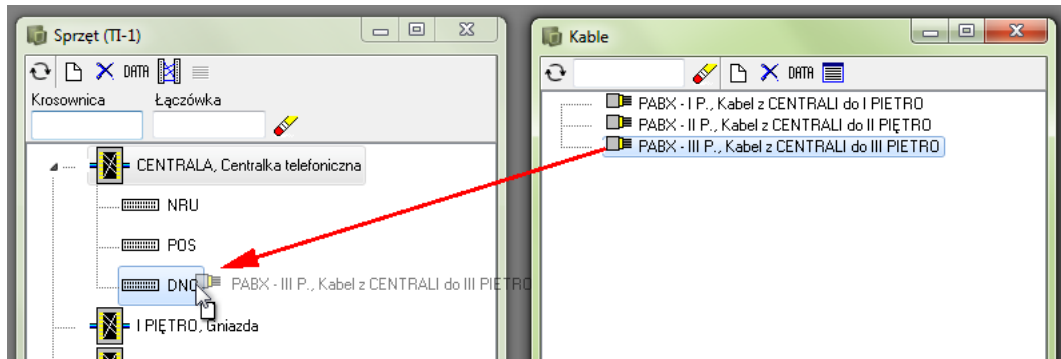 Sprzęt (TI-1)
DATA
Krosownica Łączówka
CENTRALA, Centralka telefoniczna
NRU
POS
DNO
PABX - III P., Kabel z CENTRALI do III PIETRO
I PIĘTRO, Gniazda
Kable
DATA
PABX - I P., Kabel z CENTRALI do I PIETRO
PABX - II P., Kabel z CENTRALI do II PIĘTRO
PABX - III P., Kabel z CENTRALI do III PIETRO